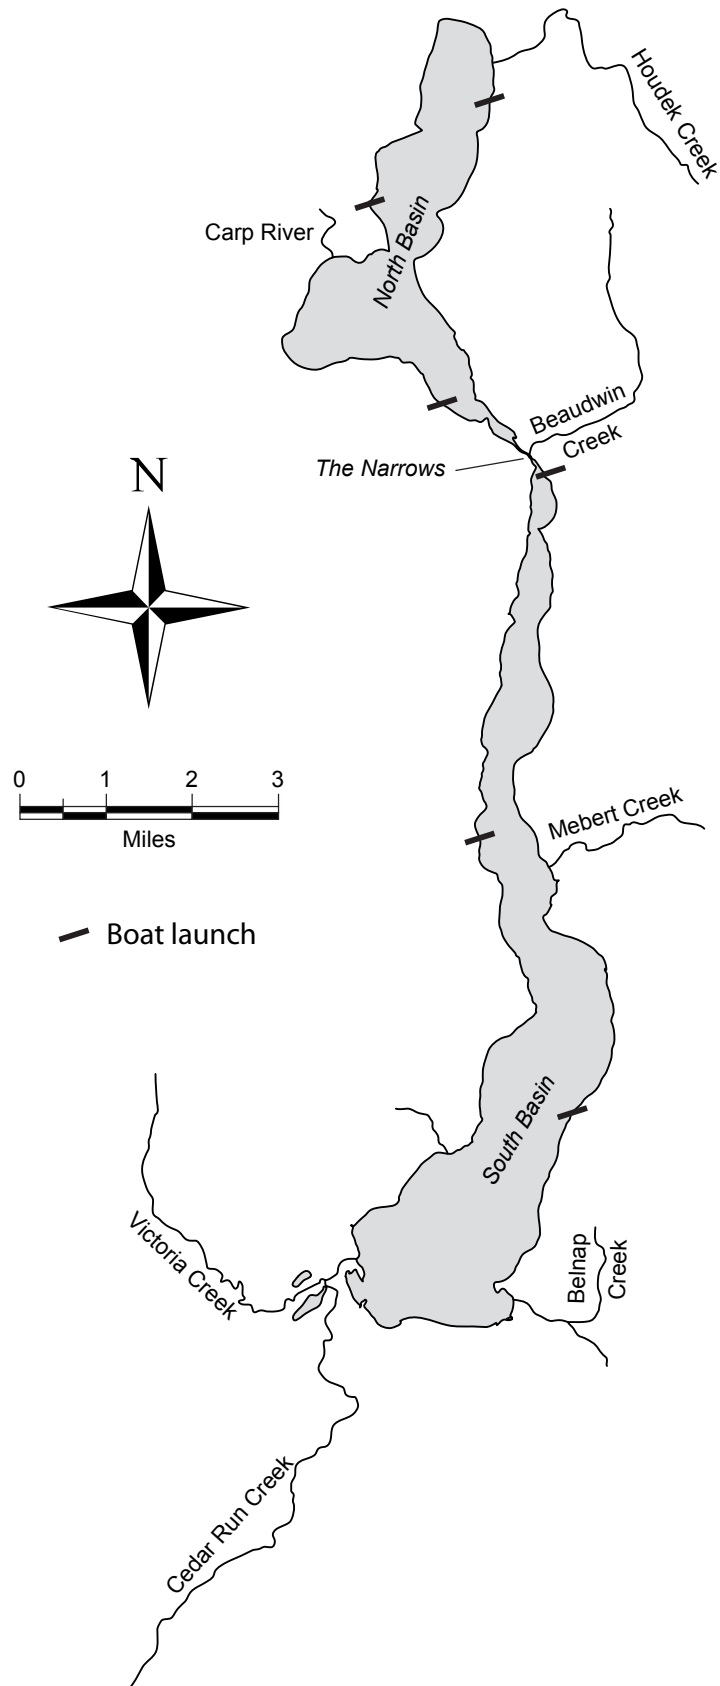 Houdek Creek
Carp River
North Basin
Beaudwin
Creek
The Narrows
N
0 1 2 3
Miles
Mebert Creek
Boat launch
South Basin
Victoria Creek
Belnap
Creek
Cedar Run Creek